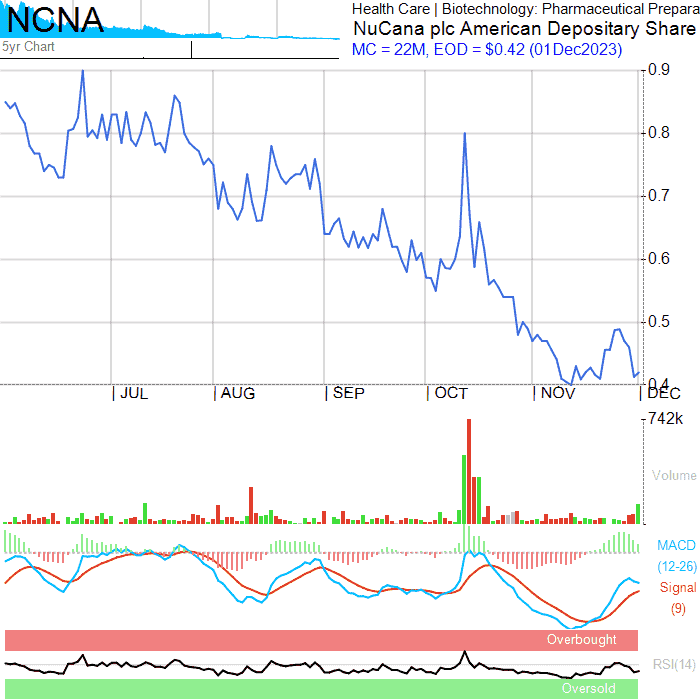 NCNA
5yr Chart
Health Care | Biotechnology: Pharmaceutical Prepara
NuCana plc American Depositary Share
MC = 22M, EOD = $0.42 (01Dec2023)
0.9
0.8
0.7
0.6
0.5
0.4
JUL
AUG
SEP
OCT
NOV
DEC
742k
Volume
MACD
(12-26)
Signal
(9)
Overbought
RSI(14)
Oversold